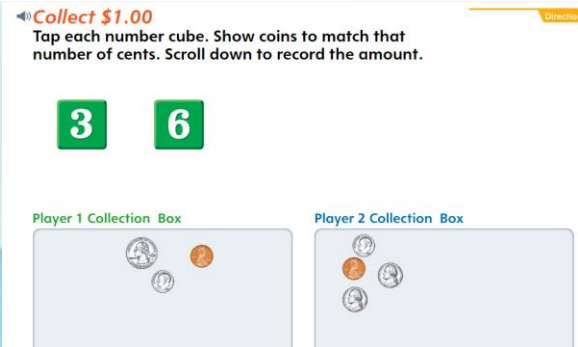 Collect $1.00
Directio
Tap each number cube. Show coins to match that
number of cents. Scroll down to record the amount.
3 6
Player 1 Collection Box
Player 2 Collection Box